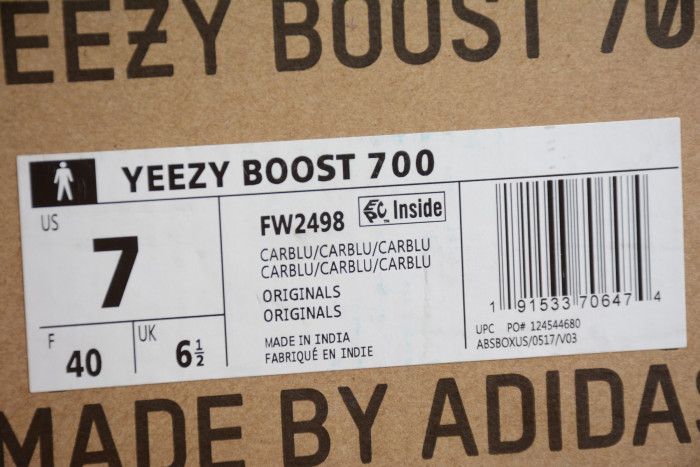 YEEZY BOOST 700
YEEZY BOOST 700
US
7
F
40
UK
6½
FW2498
Inside
CARBLU/CARBLU/CARBLU
CARBLU/CARBLU/CARBLU
ORIGINALS
ORIGINALS
MADE IN INDIA
FABRIQUÉ EN INDIE
1 91533 70647 4
UPC PO# 124544680
ABSBOXUS/0517/V03
MADE BY ADIDAS